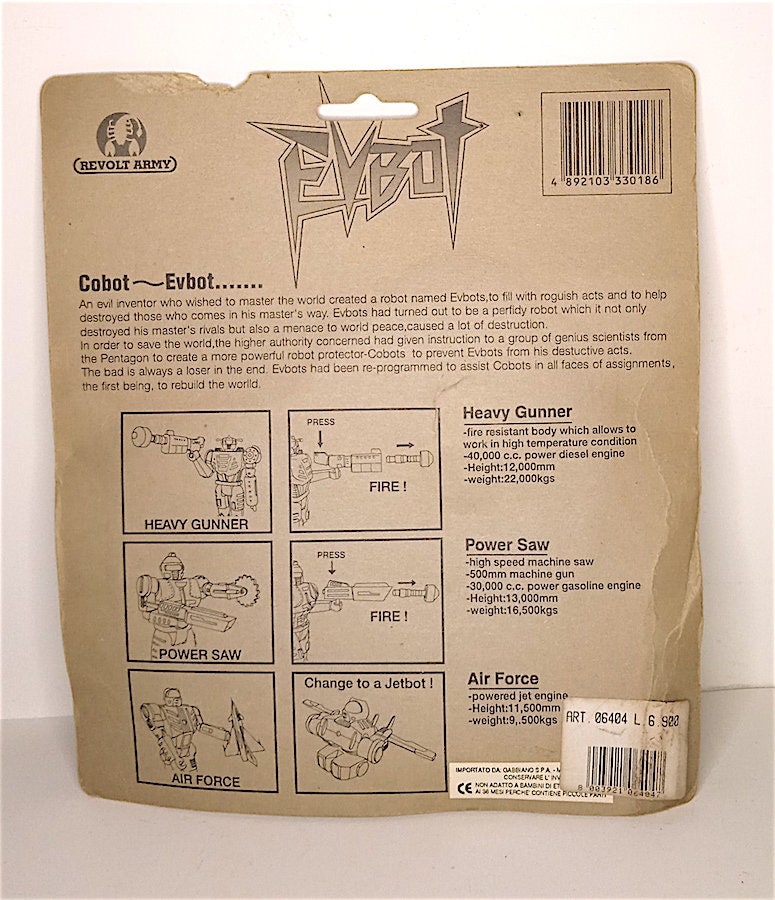 REVOLT ARMY
EVBOT
4 892103 330186
Cobot～Evbot.......
An evil inventor who wished to master the world created a robot named Evbots,to fill with roguish acts and to help
destroyed those who comes in his master's way. Evbots had turned out to be a perfidy robot which it not only
destroyed his master's rivals but also a menace to world peace,caused a lot of destruction.
In order to save the world,the higher authority concerned had given instruction to a group of genius scientists from
the Pentagon to create a more powerful robot protector-Cobots to prevent Evbots from his destuctive acts.
The bad is always a loser in the end. Evbots had been re-programmed to assist Cobots in all faces of assignments,
the first being, to rebuild the worlld.
HEAVY GUNNER
PRESS
FIRE !
Heavy Gunner
-fire resistant body which allows to
work in high temperature condition
-40,000 c.c. power diesel engine
-Height:12,000mm
-weight:22,000kgs
POWER SAW
PRESS
FIRE !
Power Saw
-high speed machine saw
-500mm machine gun
-30,000 c.c. power gasoline engine
-Height:13,000mm
-weight:16,500kgs
AIR FORCE
Change to a Jetbot !
Air Force
-powered jet engine
-Height:11,500mm
-weight:9,.500kgs
ART. 06404 L. 6.900
8 003921 064047
IMPORTATO DA: GABBIANO S.P.A. -
CONSERVARE L'
CE NON ADATTO A BAMBINI DI
AI 36 MESI PERCHE' CONTIENE PICCOLE PARTI